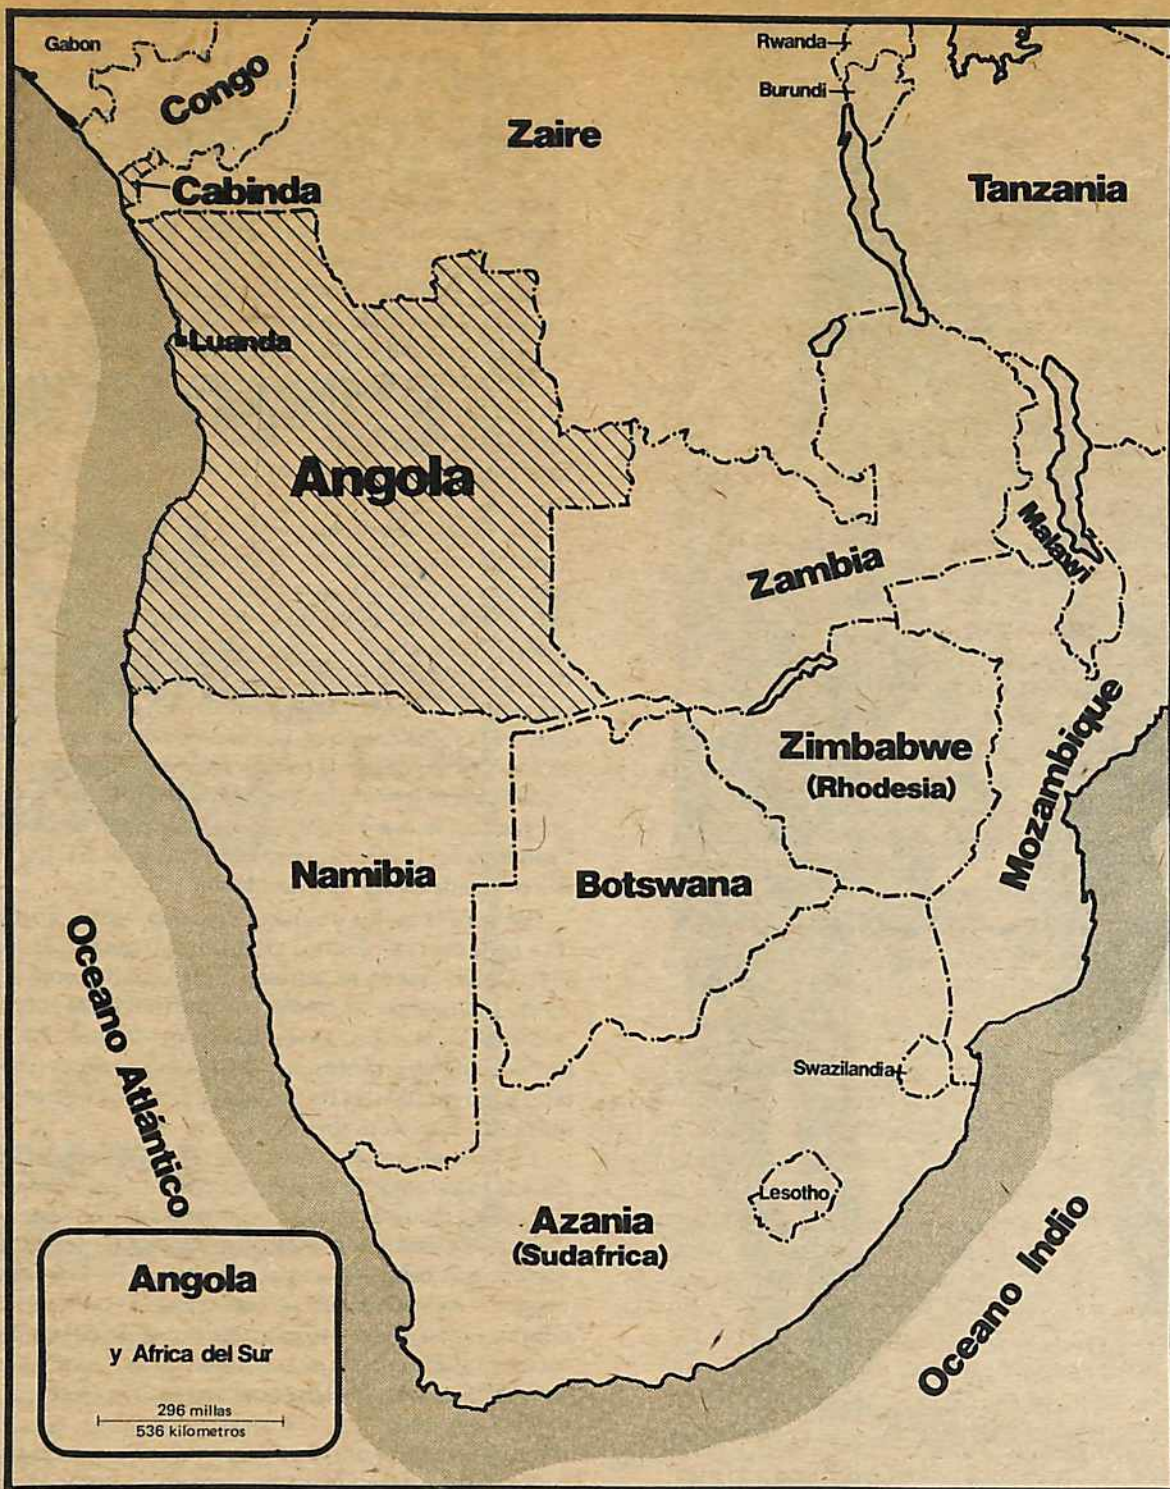 Gabon
Congo
Rwanda
Burundi
Zaire
Cabinda
Tanzania
Luanda
Angola
Malawi
Zambia
Zimbabwe
(Rhodesia)
Mozambique
Namibia
Botswana
Oceano Atlántico
Swazilandia
Lesotho
Azania
(Sudafrica)
Oceano Indio
Angola
y Africa del Sur
296 millas
536 kilometros